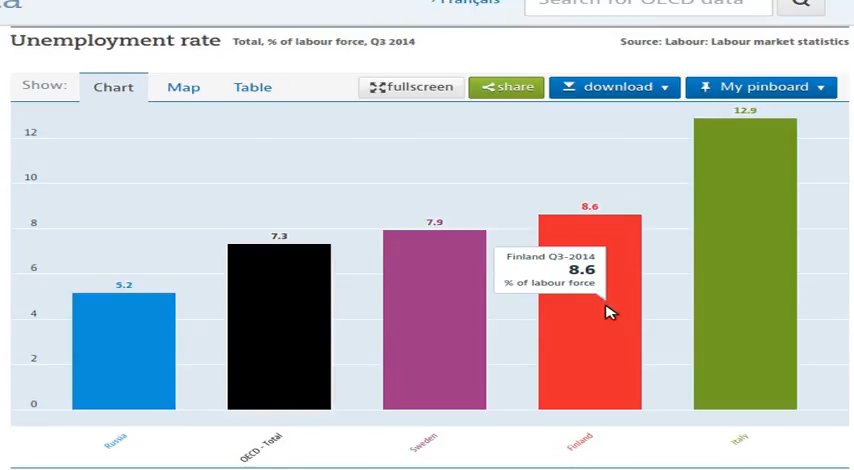 Français
Search for OECD data
Unemployment rate Total, % of labour force, Q3 2014 Source: Labour: Labour market statistics
Show: Chart Map Table fullscreen share download My pinboard
12.9
12
10
8.6
8
7.9
7.3
Finland Q3-2014
8.6
% of labour force
6
5.2
4
2
0
Russia OECD - Total Sweden Finland Italy